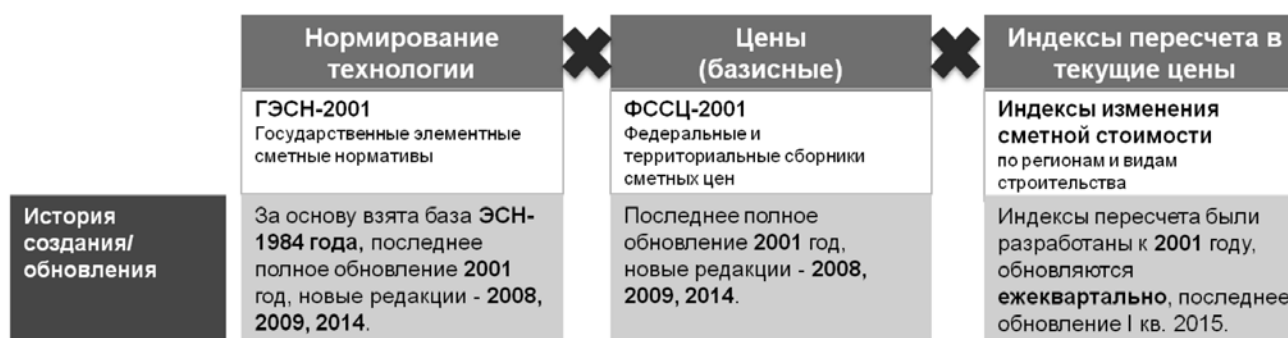 Нормирование
технологии
Цены
(базисные)
Индексы пересчета в
текущие цены
ГЭСН-2001
Государственные элементные
сметные нормативы
ФССЦ-2001
Федеральные и
территориальные сборники
сметных цен
Индексы изменения
сметной стоимости
по регионам и видам
строительства
История
создания/
обновления
За основу взята база ЭСН-
1984 года, последнее
полное обновление 2001
год, новые редакции - 2008,
2009, 2014.
Последнее полное
обновление 2001 год,
новые редакции - 2008,
2009, 2014.
Индексы пересчета были
разработаны к 2001 году,
обновляются
ежеквартально, последнее
обновление I кв. 2015.